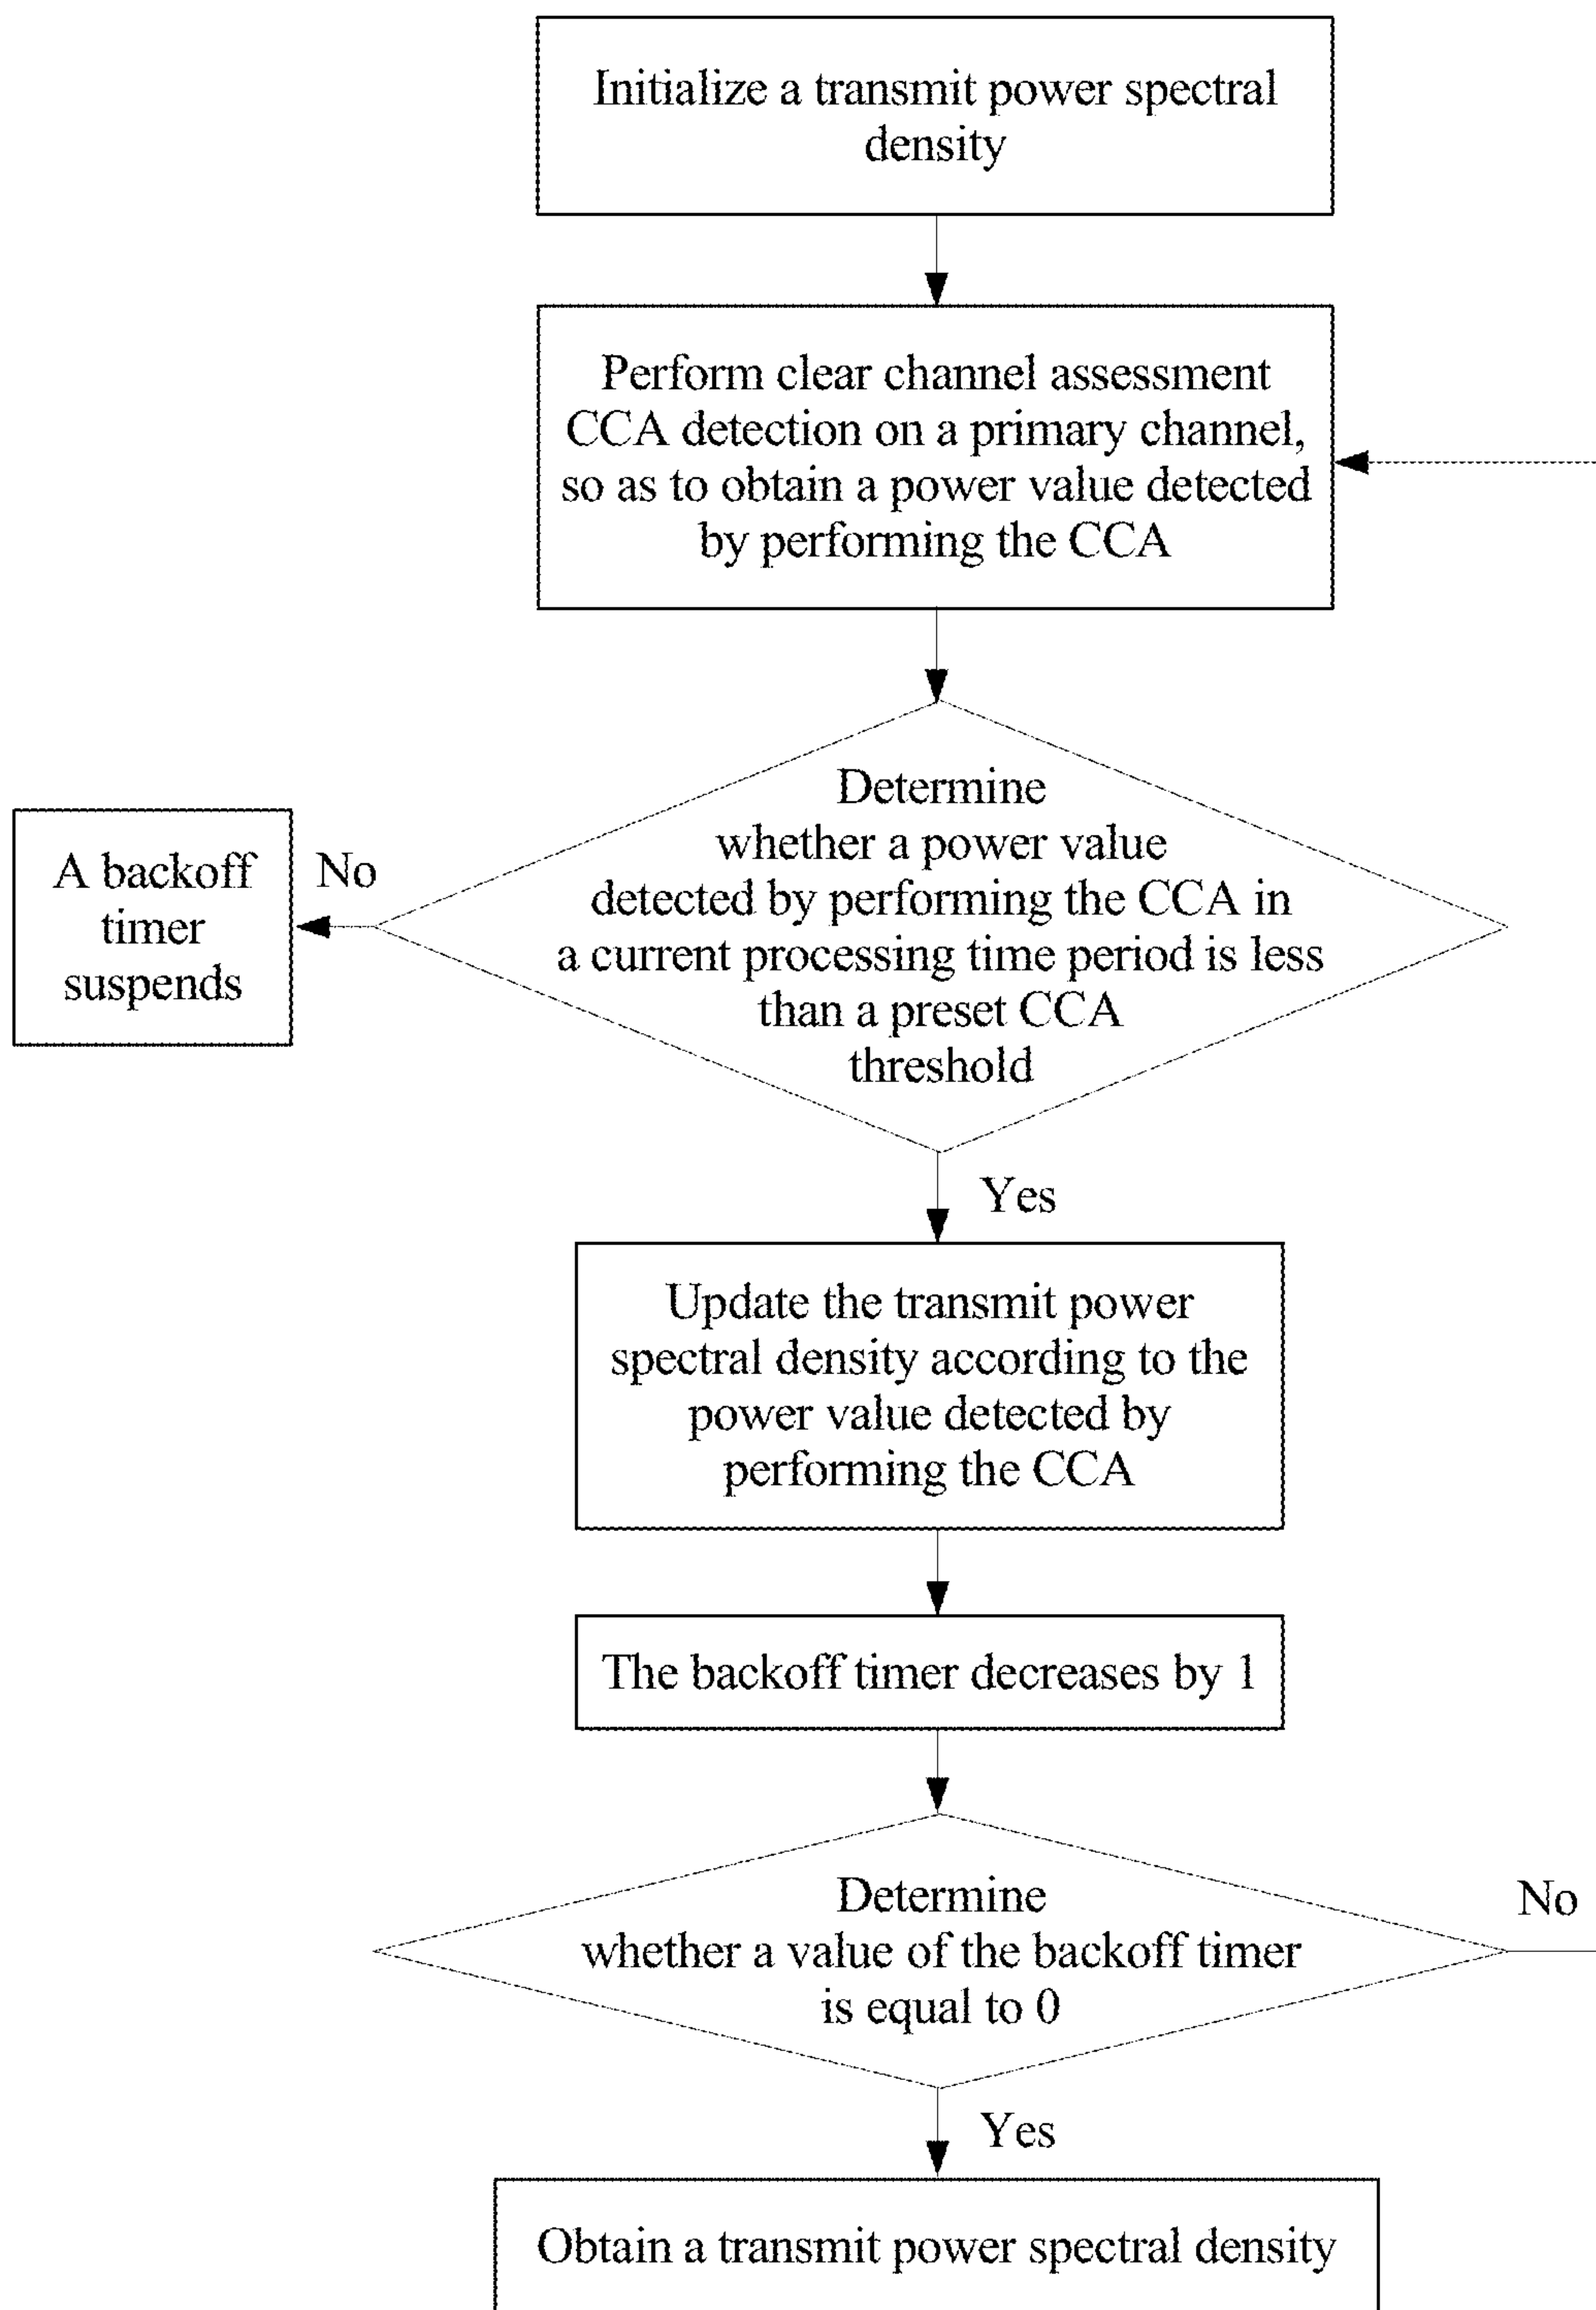 Initialize a transmit power spectral
density
Perform clear channel assessment
CCA detection on a primary channel,
so as to obtain a power value detected
by performing the CCA
Determine
whether a power value
detected by performing the CCA in
a current processing time period is less
than a preset CCA
threshold
No
A backoff
timer
suspends
Yes
Update the transmit power
spectral density according to the
power value detected by
performing the CCA
The backoff timer decreases by 1
Determine
whether a value of the backoff timer
is equal to 0
No
Yes
Obtain a transmit power spectral density